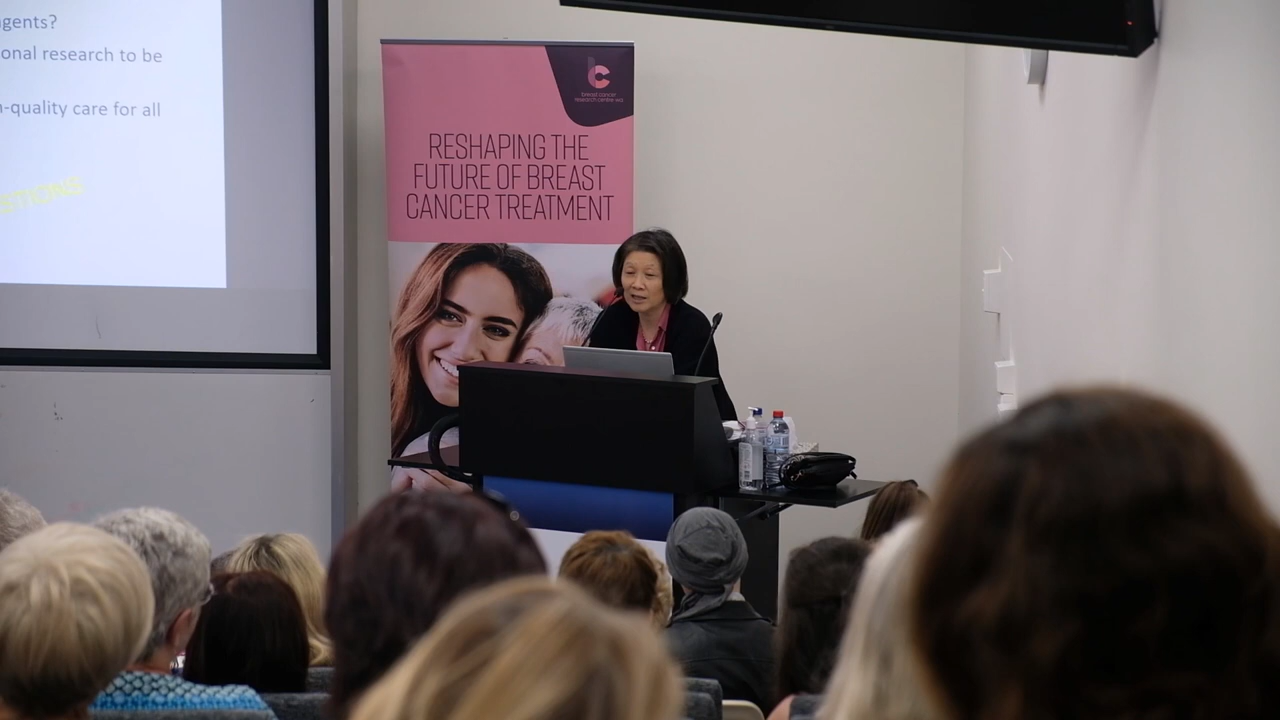 agents?
onal research to be
-quality care for all
STIONS
bc
breast cancer
research centre wa
RESHAPING THE
FUTURE OF BREAST
CANCER TREATMENT